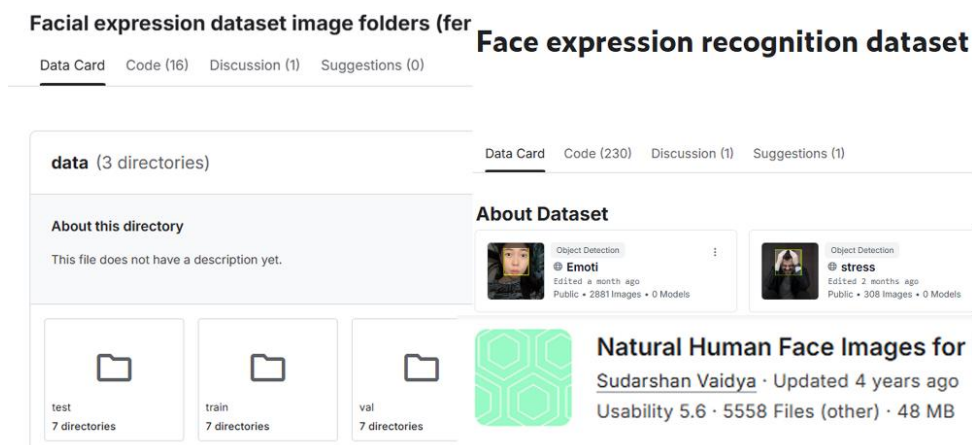 Facial expression dataset image folders (fer
Data Card Code (16) Discussion (1) Suggestions (0)
data (3 directories)
About this directory
This file does not have a description yet.
test
7 directories
train
7 directories
val
7 directories
Face expression recognition dataset
Data Card Code (230) Discussion (1) Suggestions (1)
About Dataset
Object Detection
Emoti
Edited a month ago
Public • 2881 Images • 0 Models
Object Detection
stress
Edited 2 months ago
Public • 308 Images • 0 Models
Natural Human Face Images for
Sudarshan Vaidya · Updated 4 years ago
Usability 5.6 · 5558 Files (other) · 48 MB